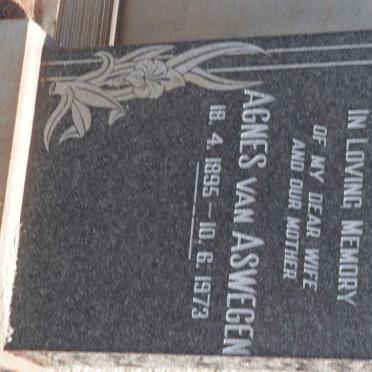 IN LOVING MEMORY
OF MY DEAR WIFE
AND OUR MOTHER
AGNES VAN ASWEGEN
18. 4. 1895 — 10. 6. 1973